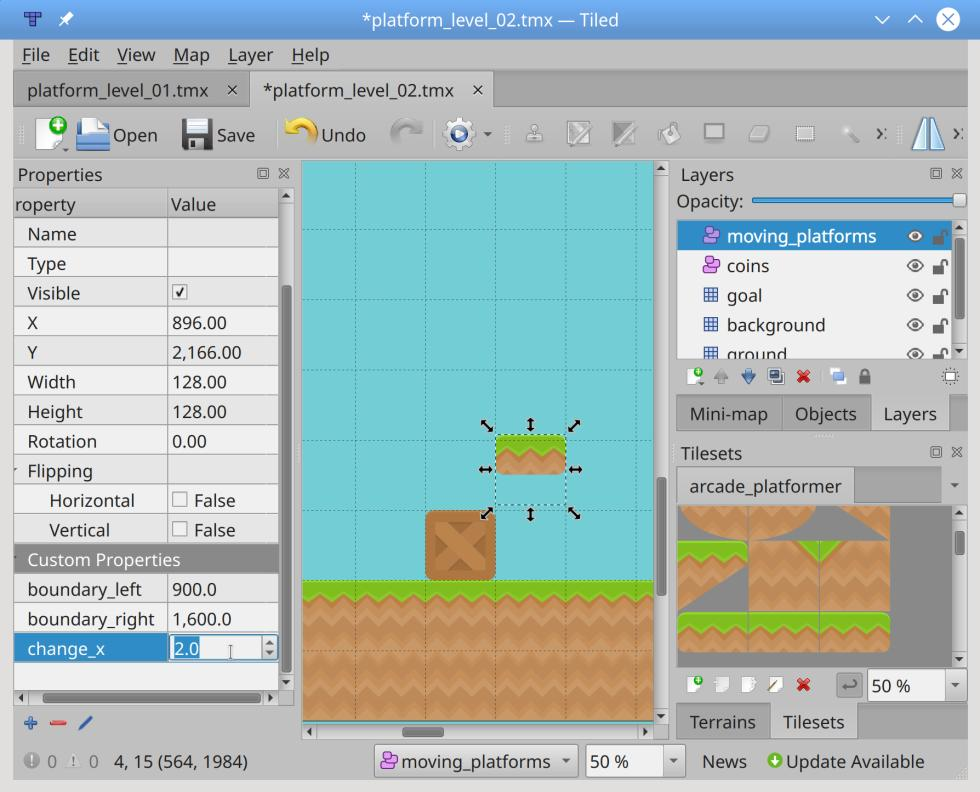 *platform_level_02.tmx — Tiled
File Edit View Map Layer Help
platform_level_01.tmx *platform_level_02.tmx
Open Save Undo
Properties
roperty Value
Name
Type
Visible
X 896.00
Y 2,166.00
Width 128.00
Height 128.00
Rotation 0.00
Flipping
Horizontal False
Vertical False
Custom Properties
boundary_left 900.0
boundary_right 1,600.0
change_x 2.0
Layers
Opacity:
moving_platforms
coins
goal
background
ground
Mini-map Objects Layers
Tilesets
arcade_platformer
50 %
Terrains Tilesets
0 0 4, 15 (564, 1984) moving_platforms 50 % News Update Available